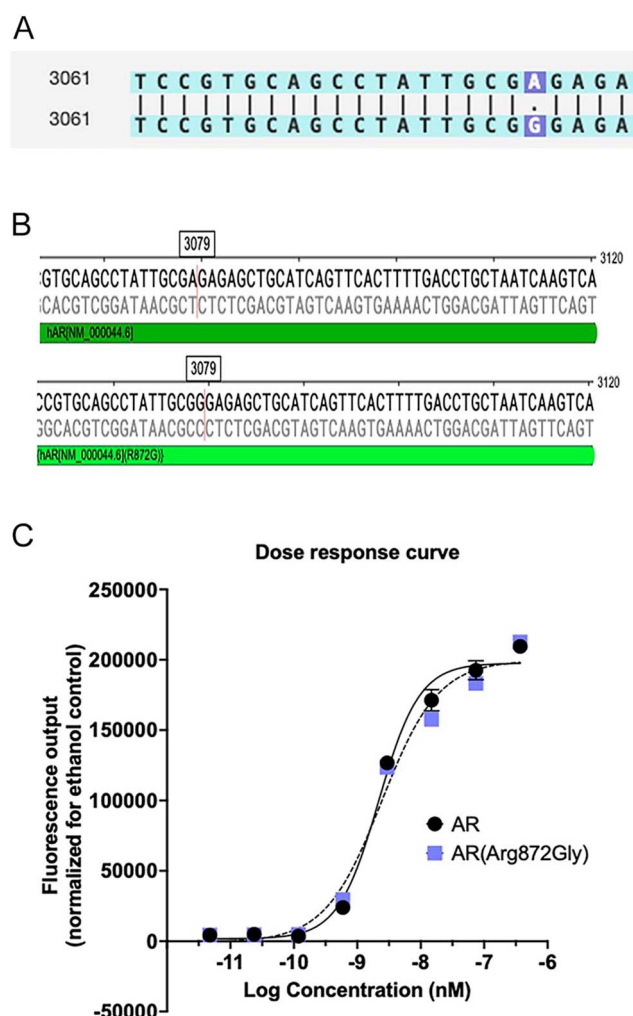 A
3061 T C C G T G C A G C C T A T T G C G A G A G A
3061 T C C G T G C A G C C T A T T G C G G G A G A
B
3079
3120
GTGCAGCCTATTGCGAGAGAGCTGCATCAGTTCACTTTTGACCTGCTAATCAAGTCA
CACGTCGGATAACGCTCTCTCGACGTAGTCAAGTGAAAACTGGACGATTAGTTCAGT
hAR[NM_000044.6]
3079
3120
CCGTGCAGCCTATTGCGGGAGAGCTGCATCAGTTCACTTTTGACCTGCTAATCAAGTCA
GGCACGTCGGATAACGCCCTCTCGACGTAGTCAAGTGAAAACTGGACGATTAGTTCAGT
{hAR[NM_000044.6](R872G)}
C
Dose response curve
250000
200000
150000
100000
50000
0
-50000
Fluorescence output
(normalized for ethanol control)
AR
AR(Arg872Gly)
-11 -10 -9 -8 -7 -6
Log Concentration (nM)